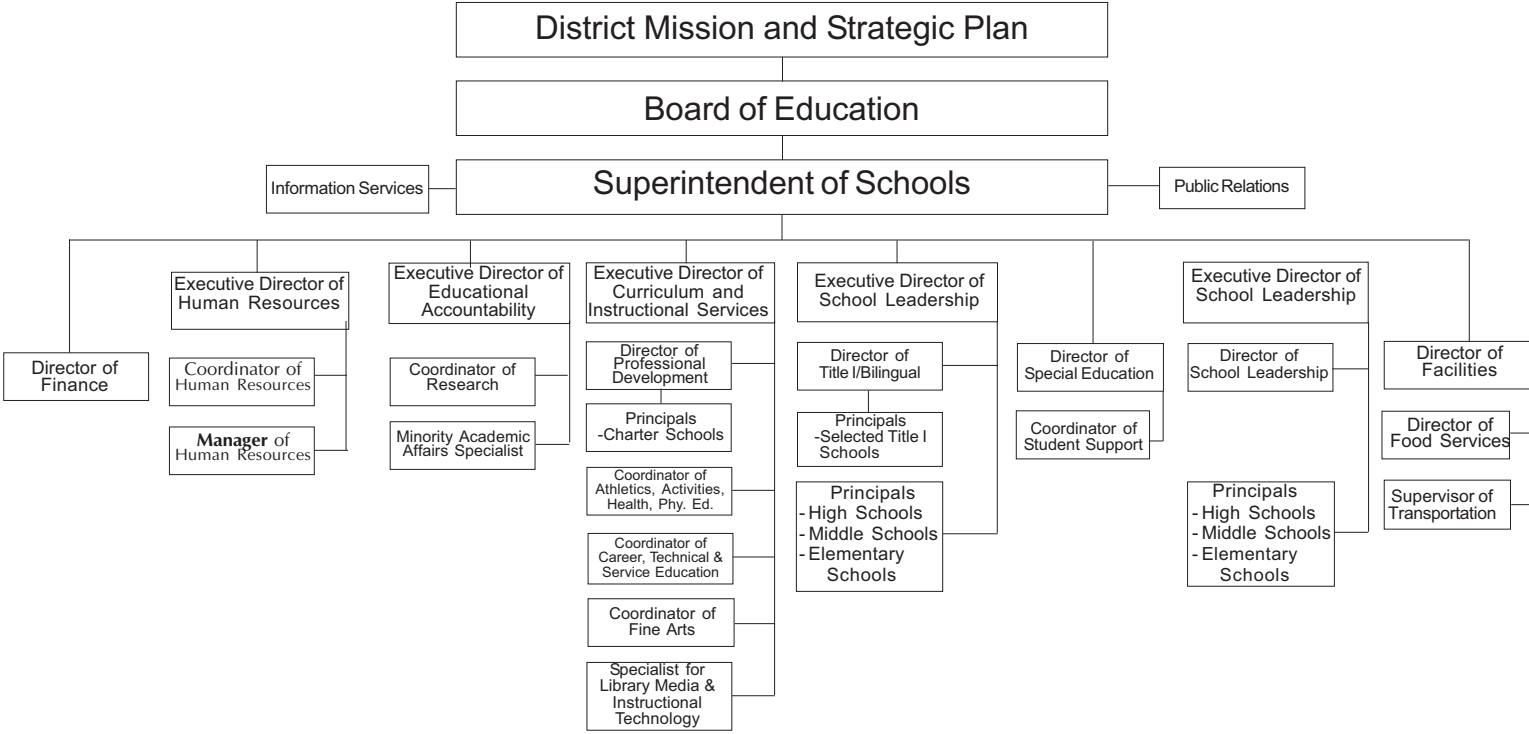 District Mission and Strategic Plan
Board of Education
Information Services
Superintendent of Schools
Public Relations
Director of
Finance
Executive Director of
Human Resources
Coordinator of
Human Resources
Manager of
Human Resources
Executive Director of
Educational
Accountability
Coordinator of
Research
Minority Academic
Affairs Specialist
Executive Director of
Curriculum and
Instructional Services
Director of
Professional
Development
Principals
-Charter Schools
Coordinator of
Athletics, Activities,
Health, Phy. Ed.
Coordinator of
Career, Technical &
Service Education
Coordinator of
Fine Arts
Specialist for
Library Media &
Instructional
Technology
Executive Director of
School Leadership
Director of
Title I/Bilingual
Principals
-Selected Title I
Schools
Principals
- High Schools
- Middle Schools
- Elementary
Schools
Director of
Special Education
Coordinator of
Student Support
Executive Director of
School Leadership
Director of
School Leadership
Principals
- High Schools
- Middle Schools
- Elementary
Schools
Director of
Facilities
Director of
Food Services
Supervisor of
Transportation